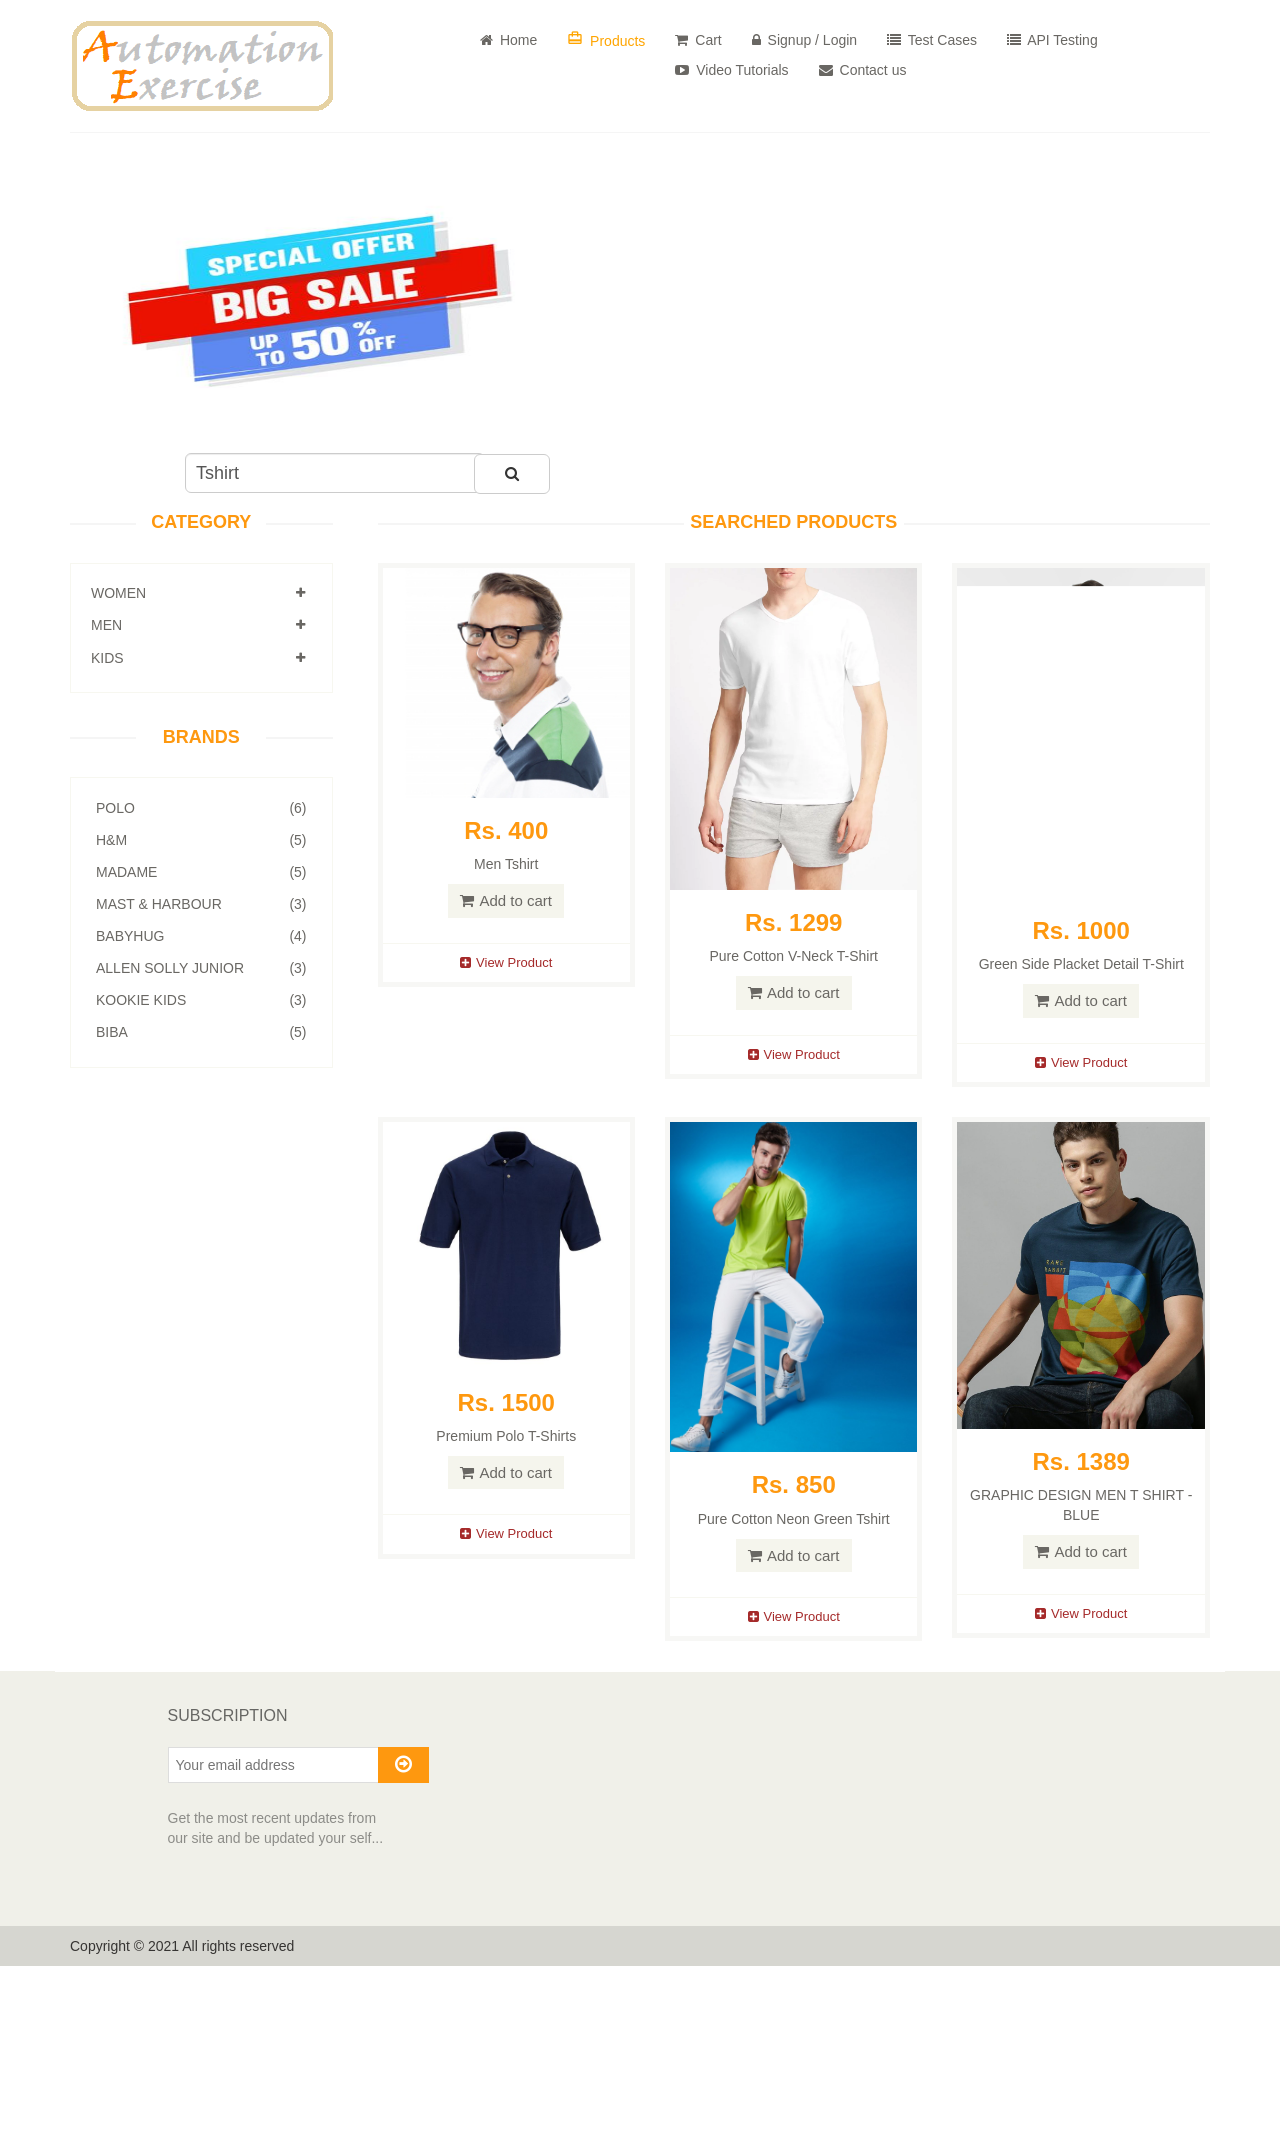 Automation
Exercise
Home
Products
Cart
Signup / Login
Test Cases
API Testing
Video Tutorials
Contact us
SPECIAL OFFER
BIG SALE
UP TO 50% OFF
Tshirt
CATEGORY
WOMEN
MEN
KIDS
BRANDS
POLO (6)
H&M (5)
MADAME (5)
MAST & HARBOUR (3)
BABYHUG (4)
ALLEN SOLLY JUNIOR (3)
KOOKIE KIDS (3)
BIBA (5)
SEARCHED PRODUCTS
Rs. 400
Men Tshirt
Add to cart
View Product
Rs. 1299
Pure Cotton V-Neck T-Shirt
Add to cart
View Product
Rs. 1000
Green Side Placket Detail T-Shirt
Add to cart
View Product
Rs. 1500
Premium Polo T-Shirts
Add to cart
View Product
Rs. 850
Pure Cotton Neon Green Tshirt
Add to cart
View Product
Rs. 1389
GRAPHIC DESIGN MEN T SHIRT -
BLUE
Add to cart
View Product
SUBSCRIPTION
Your email address
Get the most recent updates from
our site and be updated your self...
Copyright © 2021 All rights reserved